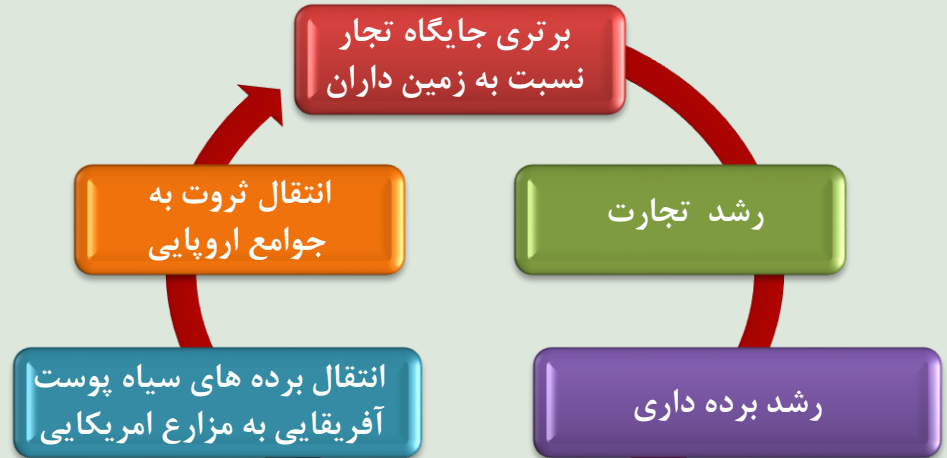 برتری جایگاه تجار
نسبت به زمین داران
رشد تجارت
رشد برده داری
انتقال برده های سیاه پوست
آفریقایی به مزارع امریکایی
انتقال ثروت به
جوامع اروپایی